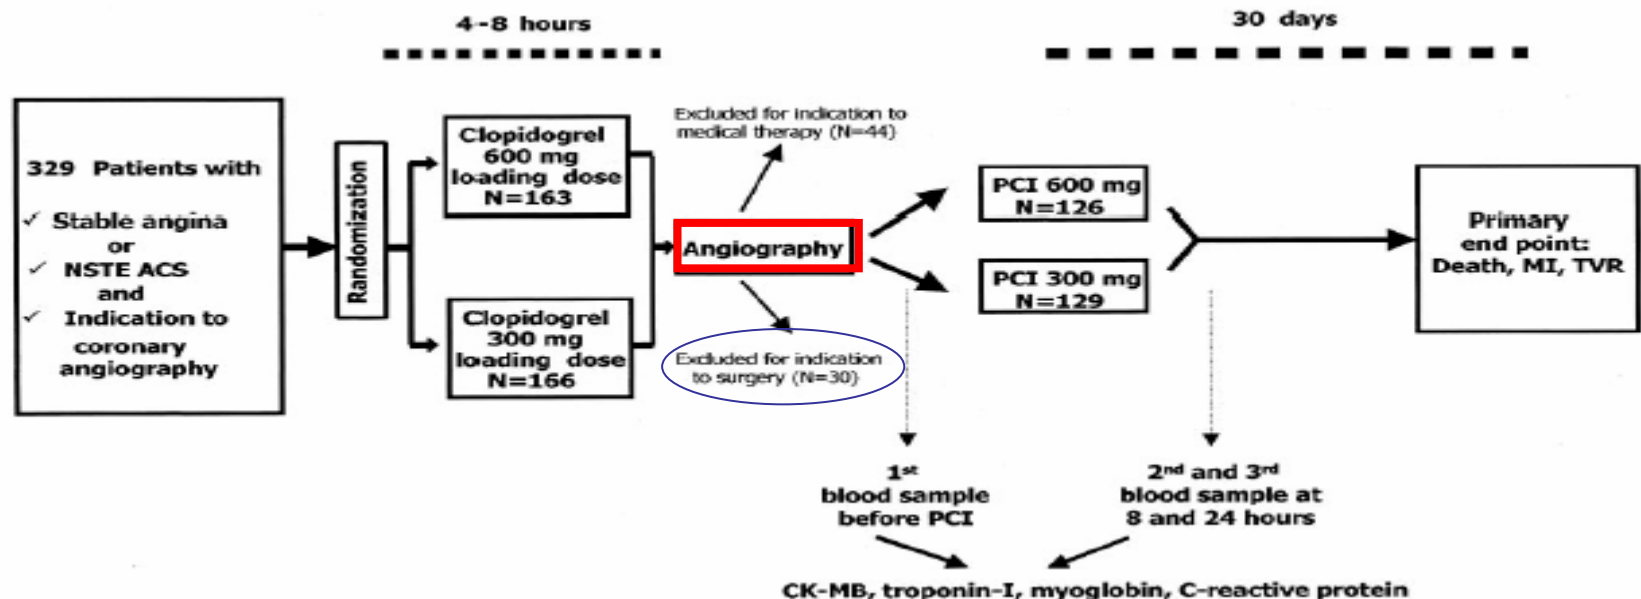 4-8 hours
30 days
329 Patients with
✓ Stable angina
or
✓ NSTE ACS
and
✓ Indication to
coronary
angiography
Randomization
Clopidogrel
600 mg
loading dose
N=163
Clopidogrel
300 mg
loading dose
N=166
Excluded for indication to
medical therapy (N=44)
Angiography
Excluded for indication
to surgery (N=30)
PCI 600 mg
N=126
PCI 300 mg
N=129
Primary
end point:
Death, MI, TVR
1st
blood sample
before PCI
2nd and 3rd
blood sample at
8 and 24 hours
CK-MB, troponin-I, myoglobin, C-reactive protein